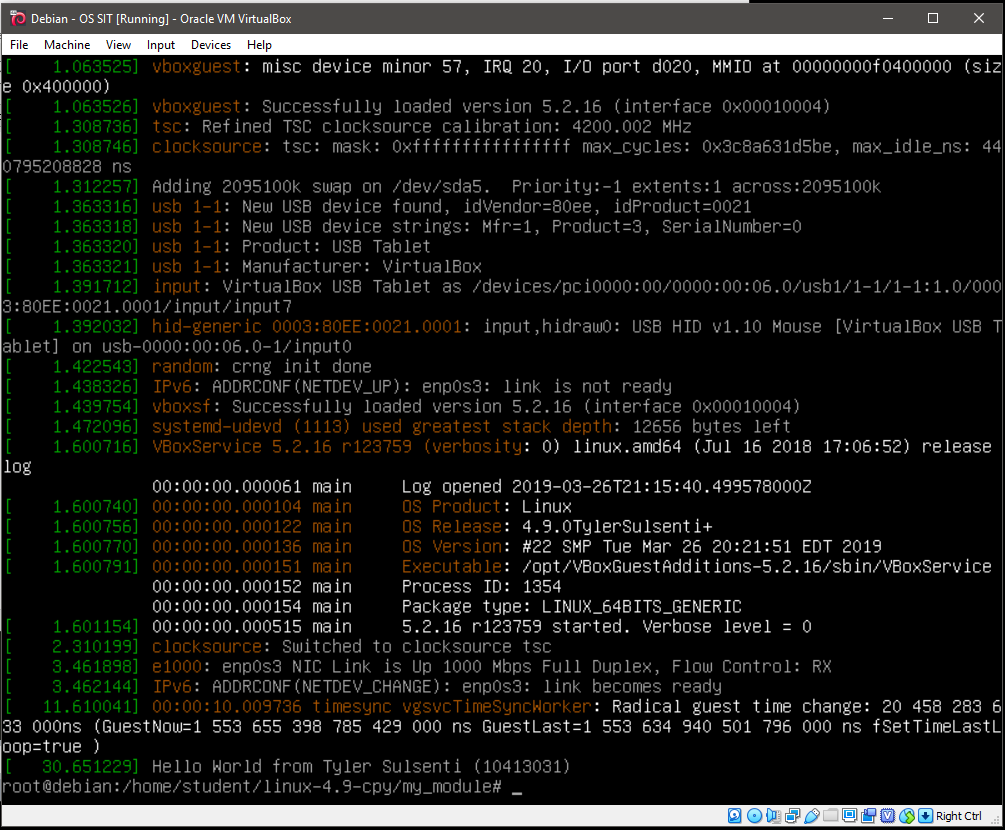 Debian - OS SIT [Running] - Oracle VM VirtualBox
File Machine View Input Devices Help
[    1.063525] vboxguest: misc device minor 57, IRQ 20, I/O port d020, MMIO at 00000000f0400000 (siz
e 0x400000)
[    1.063526] vboxguest: Successfully loaded version 5.2.16 (interface 0x00010004)
[    1.308736] tsc: Refined TSC clocksource calibration: 4200.002 MHz
[    1.308746] clocksource: tsc: mask: 0xffffffffffffffff max_cycles: 0x3c8a631d5be, max_idle_ns: 44
0795208828 ns
[    1.312257] Adding 2095100k swap on /dev/sda5.  Priority:-1 extents:1 across:2095100k
[    1.363316] usb 1-1: New USB device found, idVendor=80ee, idProduct=0021
[    1.363318] usb 1-1: New USB device strings: Mfr=1, Product=3, SerialNumber=0
[    1.363320] usb 1-1: Product: USB Tablet
[    1.363321] usb 1-1: Manufacturer: VirtualBox
[    1.391712] input: VirtualBox USB Tablet as /devices/pci0000:00/0000:00:06.0/usb1/1-1/1-1:1.0/000
3:80EE:0021.0001/input/input7
[    1.392032] hid-generic 0003:80EE:0021.0001: input,hidraw0: USB HID v1.10 Mouse [VirtualBox USB T
ablet] on usb-0000:00:06.0-1/input0
[    1.422543] random: crng init done
[    1.438326] IPv6: ADDRCONF(NETDEV_UP): enp0s3: link is not ready
[    1.439754] vboxsf: Successfully loaded version 5.2.16 (interface 0x00010004)
[    1.472096] systemd-udevd (1113) used greatest stack depth: 12656 bytes left
[    1.600716] VBoxService 5.2.16 r123759 (verbosity: 0) linux.amd64 (Jul 16 2018 17:06:52) release
log
00:00:00.000061 main     Log opened 2019-03-26T21:15:40.499578000Z
[    1.600740] 00:00:00.000104 main     OS Product: Linux
[    1.600756] 00:00:00.000122 main     OS Release: 4.9.0TylerSulsenti+
[    1.600770] 00:00:00.000136 main     OS Version: #22 SMP Tue Mar 26 20:21:51 EDT 2019
[    1.600791] 00:00:00.000151 main     Executable: /opt/VBoxGuestAdditions-5.2.16/sbin/VBoxService
00:00:00.000152 main     Process ID: 1354
00:00:00.000154 main     Package type: LINUX_64BITS_GENERIC
[    1.601154] 00:00:00.000515 main     5.2.16 r123759 started. Verbose level = 0
[    2.310199] clocksource: Switched to clocksource tsc
[    3.461898] e1000: enp0s3 NIC Link is Up 1000 Mbps Full Duplex, Flow Control: RX
[    3.462144] IPv6: ADDRCONF(NETDEV_CHANGE): enp0s3: link becomes ready
[   11.610041] 00:00:10.009736 timesync vgsvcTimeSyncWorker: Radical guest time change: 20 458 283 6
33 000ns (GuestNow=1 553 655 398 785 429 000 ns GuestLast=1 553 634 940 501 796 000 ns fSetTimeLastL
oop=true )
[   30.651229] Hello World from Tyler Sulsenti (10413031)
root@debian:/home/student/linux-4.9-cpy/my_module# _
Right Ctrl